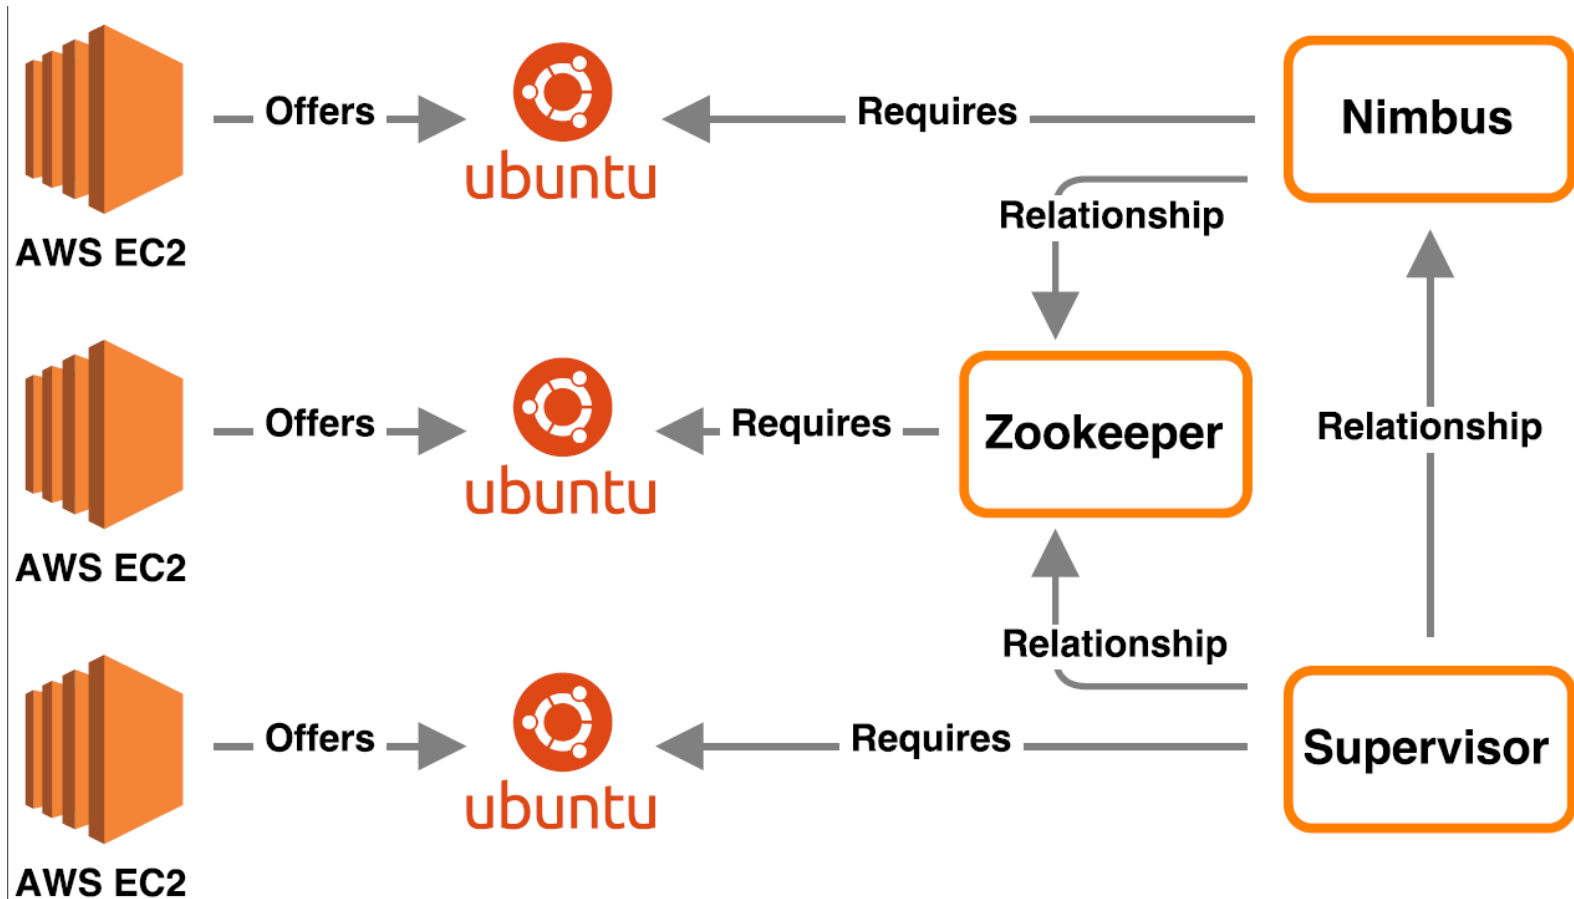 Offers
ubuntu
Requires
Nimbus
Relationship
AWS EC2
Offers
ubuntu
Requires
Zookeeper
Relationship
AWS EC2
Relationship
Offers
ubuntu
Requires
Supervisor
AWS EC2